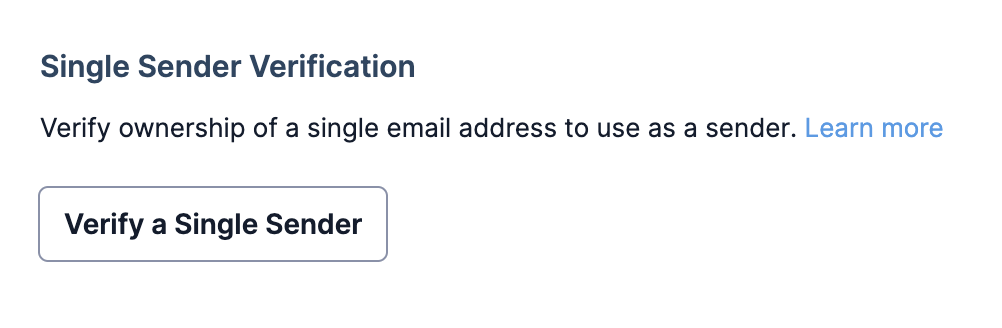 Single Sender Verification
Verify ownership of a single email address to use as a sender. Learn more
Verify a Single Sender